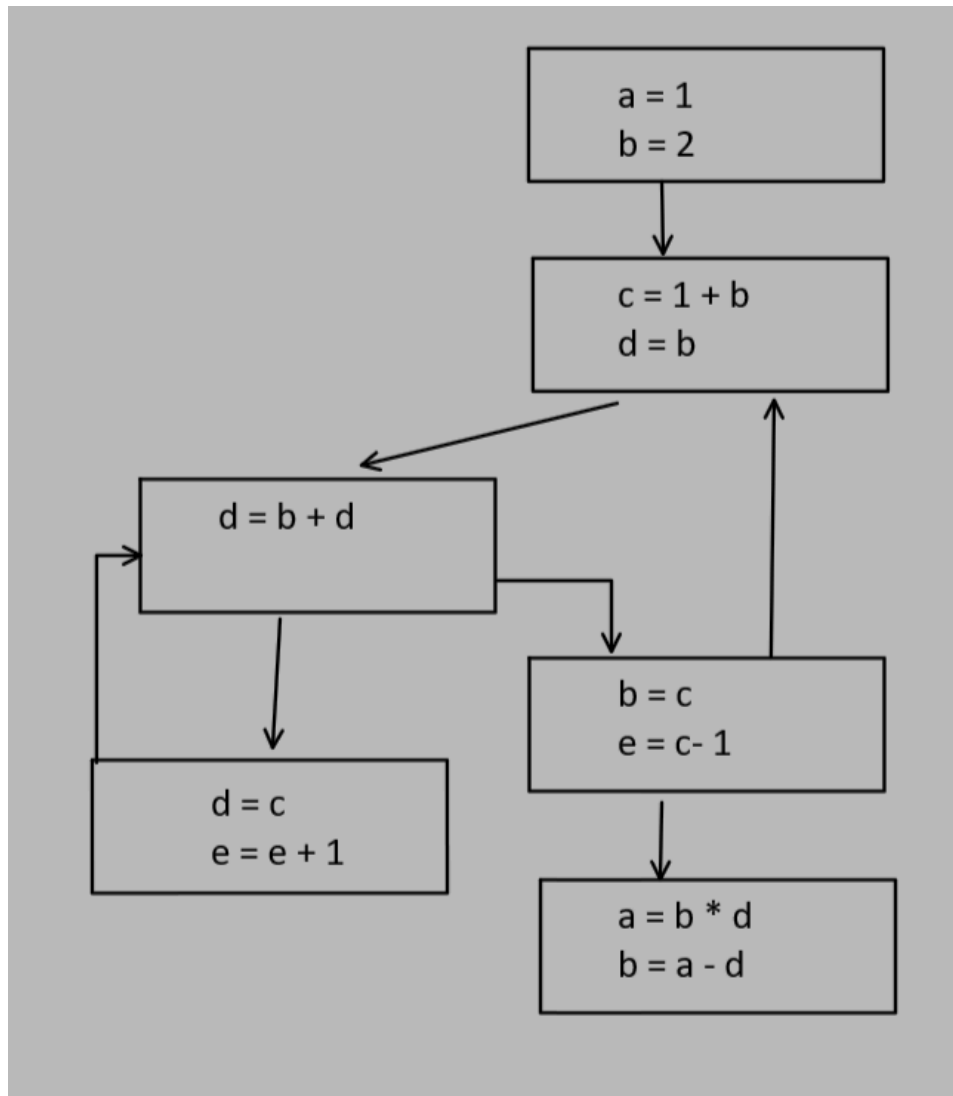 a = 1
b = 2
c = 1 + b
d = b
d = b + d
b = c
e = c- 1
d = c
e = e + 1
a = b * d
b = a - d